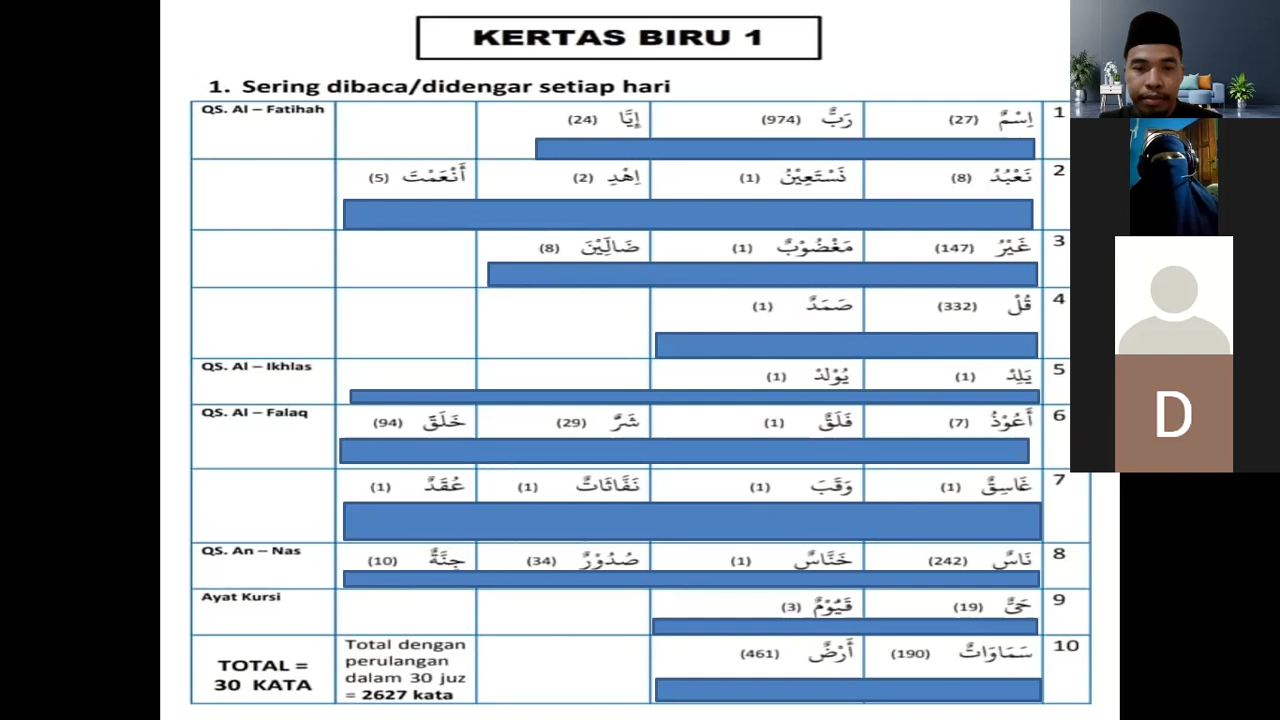 KERTAS BIRU 1
1. Sering dibaca/didengar setiap hari
QS. Al – Fatihah
1 اِسْمٌ (27) رَبٌّ (974) إِيَّا (24)
2 نَعْبُدُ (8) نَسْتَعِيْنُ (1) اِهْدِ (2) أَنْعَمْتَ (5)
3 غَيْرُ (147) مَغْضُوْبٌ (1) ضَالِّيْنَ (8)
4 قُلْ (332) صَمَدٌ (1)
QS. Al – Ikhlas
5 يَلِدْ (1) يُوْلَدْ (1)
QS. Al – Falaq
6 أَعُوْذُ (7) فَلَقٌ (1) شَرٌّ (29) خَلَقَ (94)
7 غَاسِقٌ (1) وَقَبَ (1) نَفَّاثَاتٌ (1) عُقَدٌ (1)
QS. An – Nas
8 نَاسٌ (242) خَنَّاسٌ (1) صُدُوْرٌ (34) جِنَّةٌ (10)
Ayat Kursi
9 حَيٌّ (19) قَيُّوْمٌ (3)
10 سَمَاوَاتٌ (190) أَرْضٌ (461)
Total dengan
perulangan
dalam 30 juz
= 2627 kata
TOTAL =
30 KATA
D